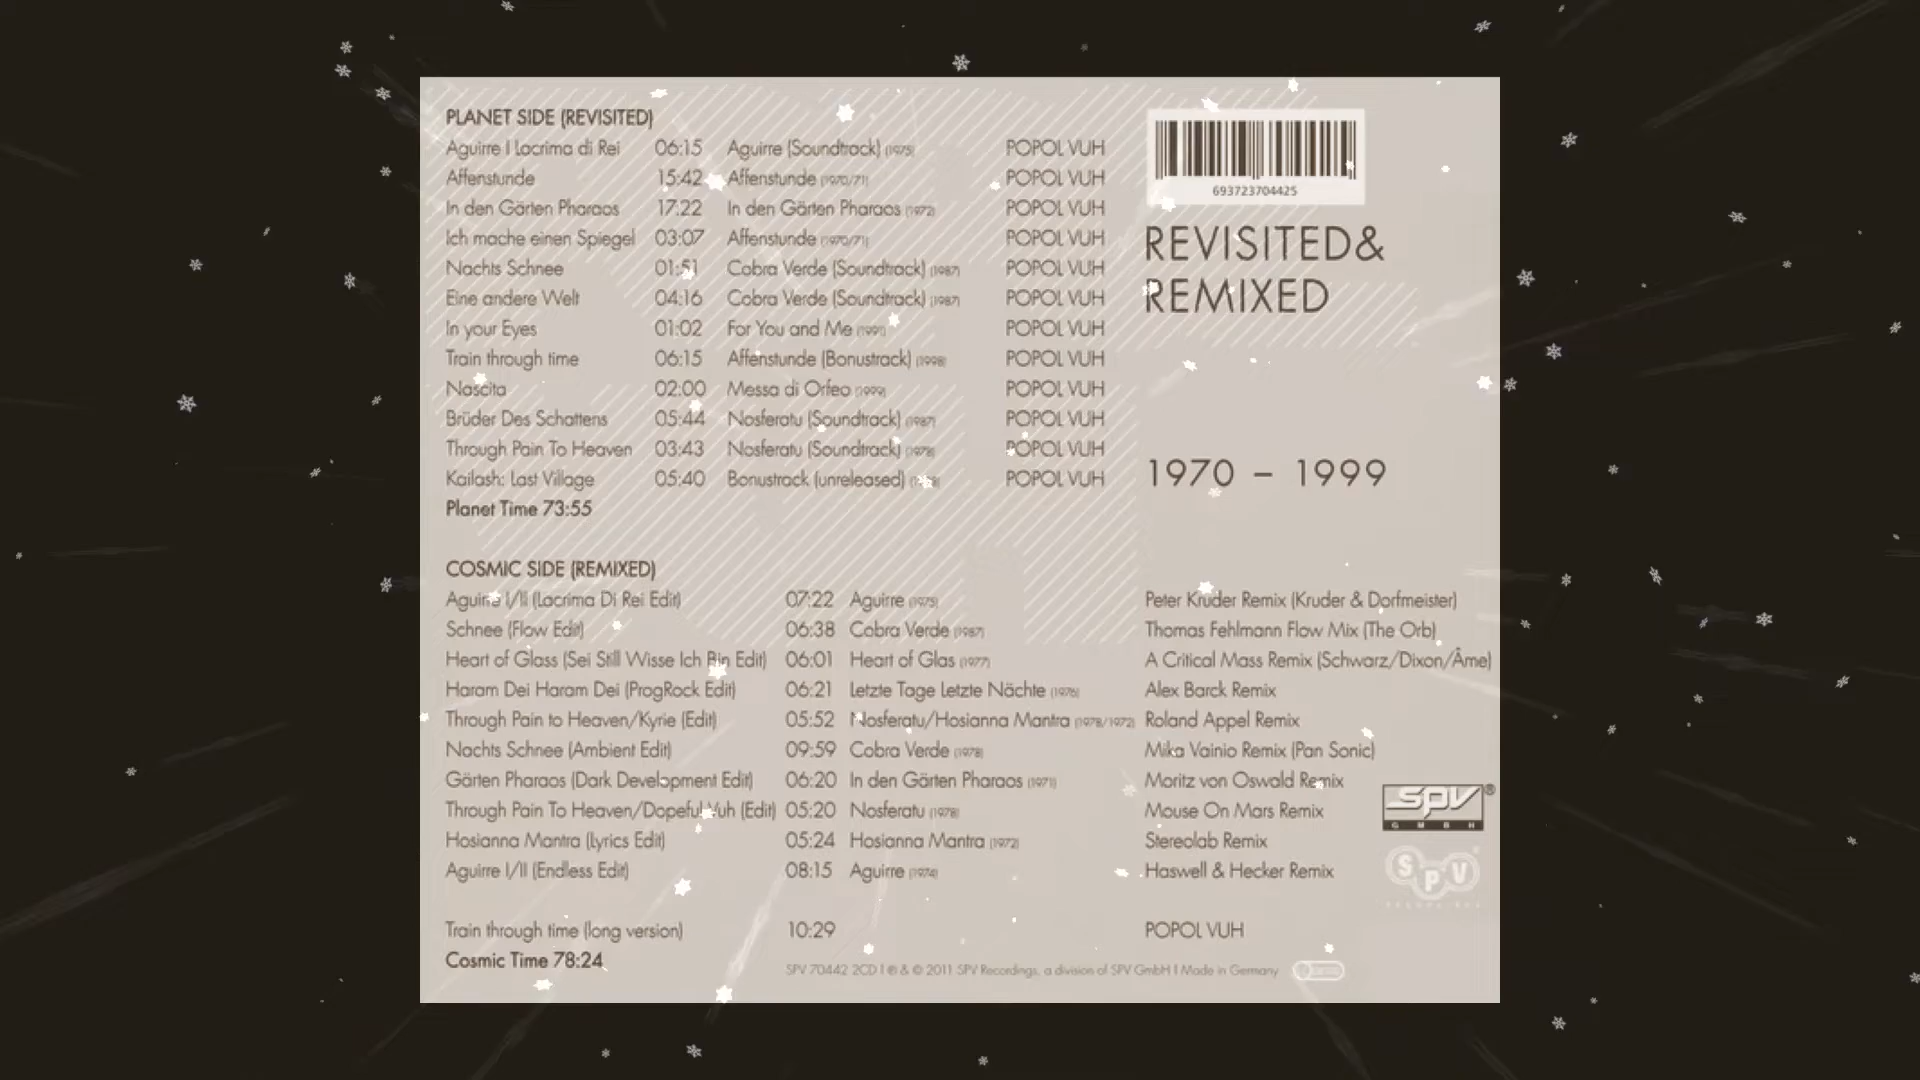 PLANET SIDE (REVISITED)
Aguirre I Lacrima di Rei 06:15 Aguirre (Soundtrack) (1975) POPOL VUH
Affenstunde 15:42 Affenstunde (1970/71) POPOL VUH
In den Gärten Pharaos 17:22 In den Gärten Pharaos (1972) POPOL VUH
Ich mache einen Spiegel 03:07 Affenstunde (1970/71) POPOL VUH
Nachts Schnee 01:51 Cobra Verde (Soundtrack) (1987) POPOL VUH
Eine andere Welt 04:16 Cobra Verde (Soundtrack) (1987) POPOL VUH
In your Eyes 01:02 For You and Me (1991) POPOL VUH
Train through time 06:15 Affenstunde (Bonustrack) (1998) POPOL VUH
Nascita 02:00 Messa di Orfeo (1999) POPOL VUH
Brüder Des Schattens 05:44 Nosferatu (Soundtrack) (1987) POPOL VUH
Through Pain To Heaven 03:43 Nosferatu (Soundtrack) (1978) POPOL VUH
Kailash: Last Village 05:40 Bonustrack (unreleased) POPOL VUH
Planet Time 73:55
693723704425
REVISITED&
REMIXED
1970 – 1999
COSMIC SIDE (REMIXED)
Aguirre I/II (Lacrima Di Rei Edit) 07:22 Aguirre (1975) Peter Kruder Remix (Kruder & Dorfmeister)
Schnee (Flow Edit) 06:38 Cobra Verde (1987) Thomas Fehlmann Flow Mix (The Orb)
Heart of Glass (Sei Still Wisse Ich Bin Edit) 06:01 Heart of Glas (1977) A Critical Mass Remix (Schwarz/Dixon/Âme)
Haram Dei Haram Dei (ProgRock Edit) 06:21 Letzte Tage Letzte Nächte (1976) Alex Barck Remix
Through Pain to Heaven/Kyrie (Edit) 05:52 Nosferatu/Hosianna Mantra (1978/1972) Roland Appel Remix
Nachts Schnee (Ambient Edit) 09:59 Cobra Verde (1978) Mika Vainio Remix (Pan Sonic)
Gärten Pharaos (Dark Development Edit) 06:20 In den Gärten Pharaos (1971) Moritz von Oswald Remix
Through Pain To Heaven/Dopeful Vuh (Edit) 05:20 Nosferatu (1978) Mouse On Mars Remix
Hosianna Mantra (Lyrics Edit) 05:24 Hosianna Mantra (1972) Stereolab Remix
Aguirre I/II (Endless Edit) 08:15 Aguirre (1974) Haswell & Hecker Remix
SPV®
GMBH
SPV
Train through time (long version) 10:29 POPOL VUH
Cosmic Time 78:24
SPV 70442 2CD I ℗ & © 2011 SPV Recordings, a division of SPV GmbH I Made in Germany